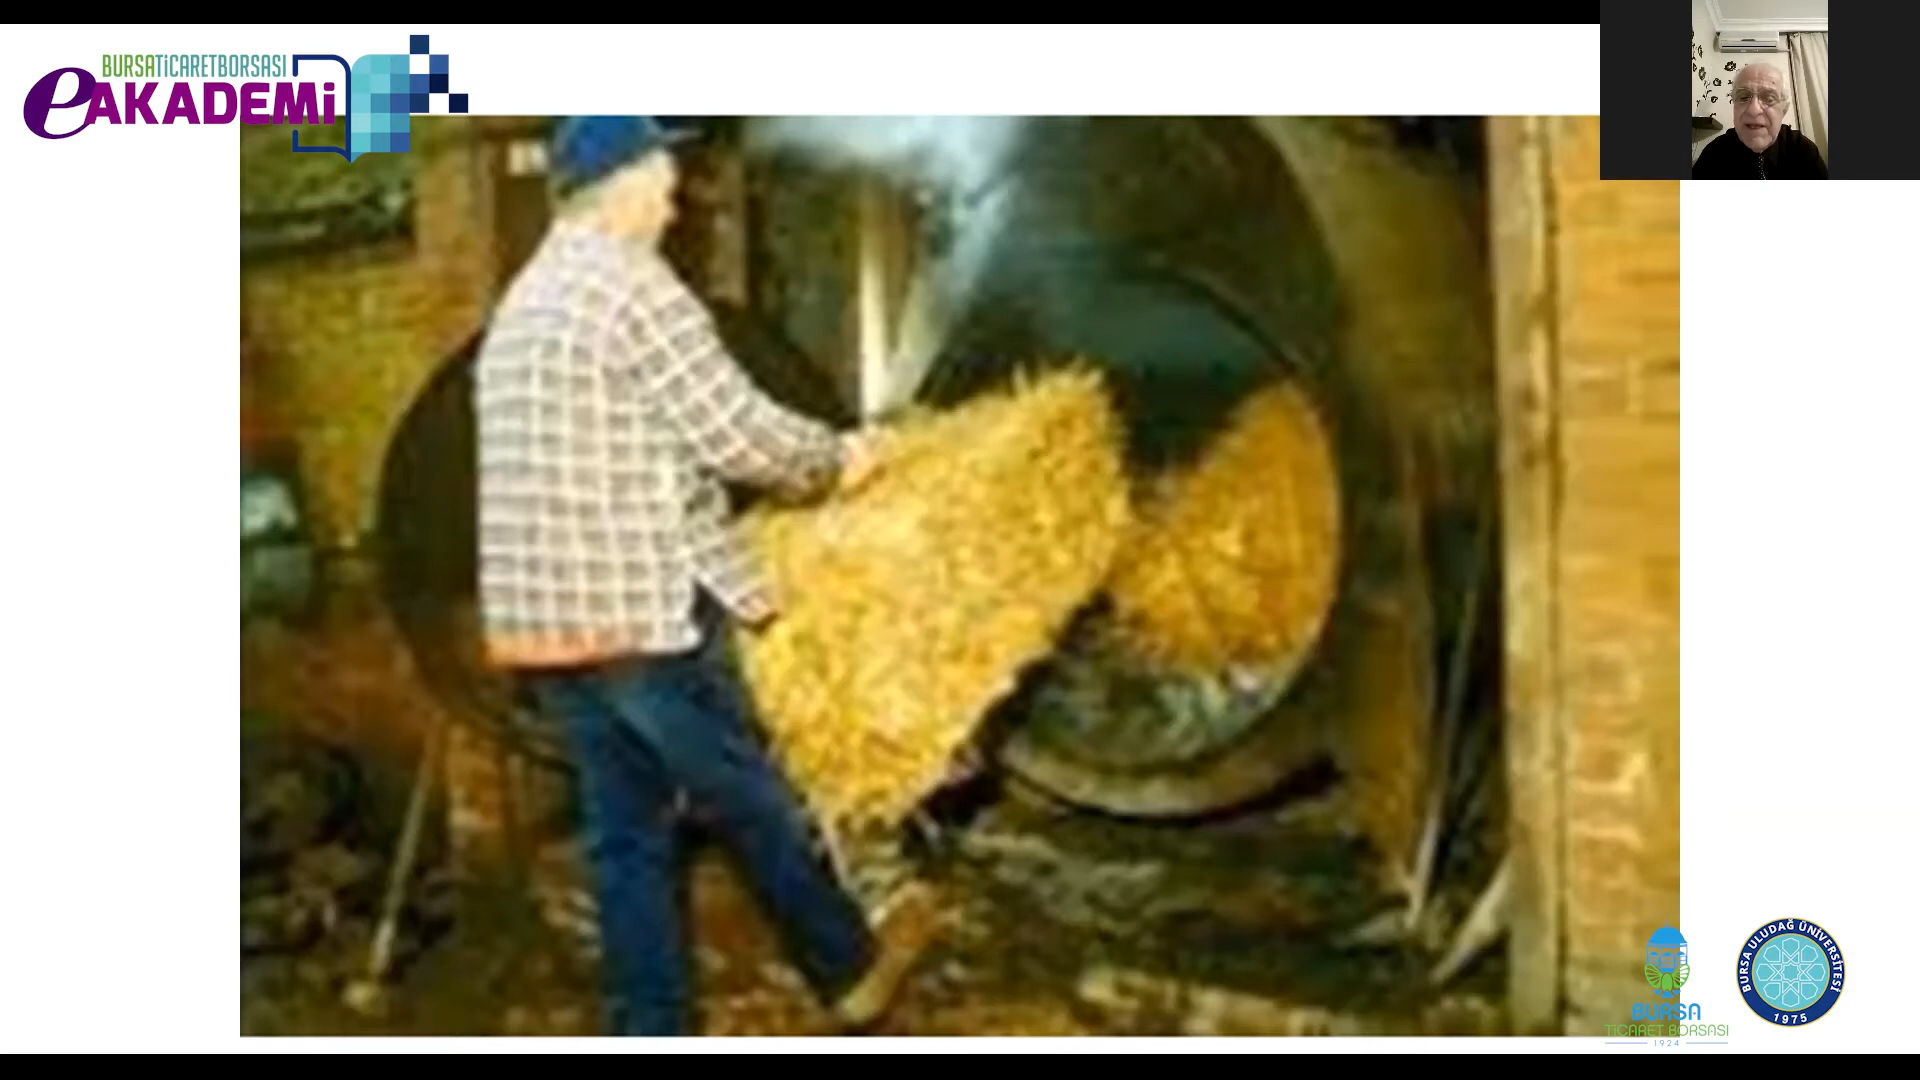 BURSATİCARETBORSASI
eAKADEMİ
BURSA
TİCARET BORSASI
1924
BURSA ULUDAĞ ÜNİVERSİTESİ
1975